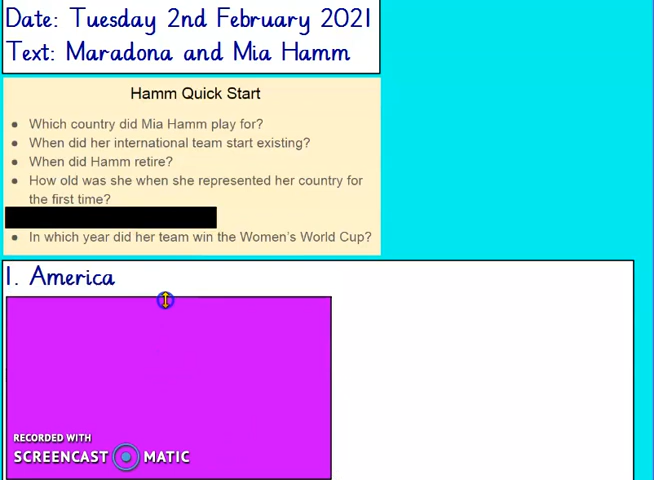 Date: Tuesday 2nd February 2021
Text: Maradona and Mia Hamm
Hamm Quick Start
● Which country did Mia Hamm play for?
● When did her international team start existing?
● When did Hamm retire?
● How old was she when she represented her country for
the first time?
● In which year did her team win the Women's World Cup?
1. America
RECORDED WITH
SCREENCAST MATIC